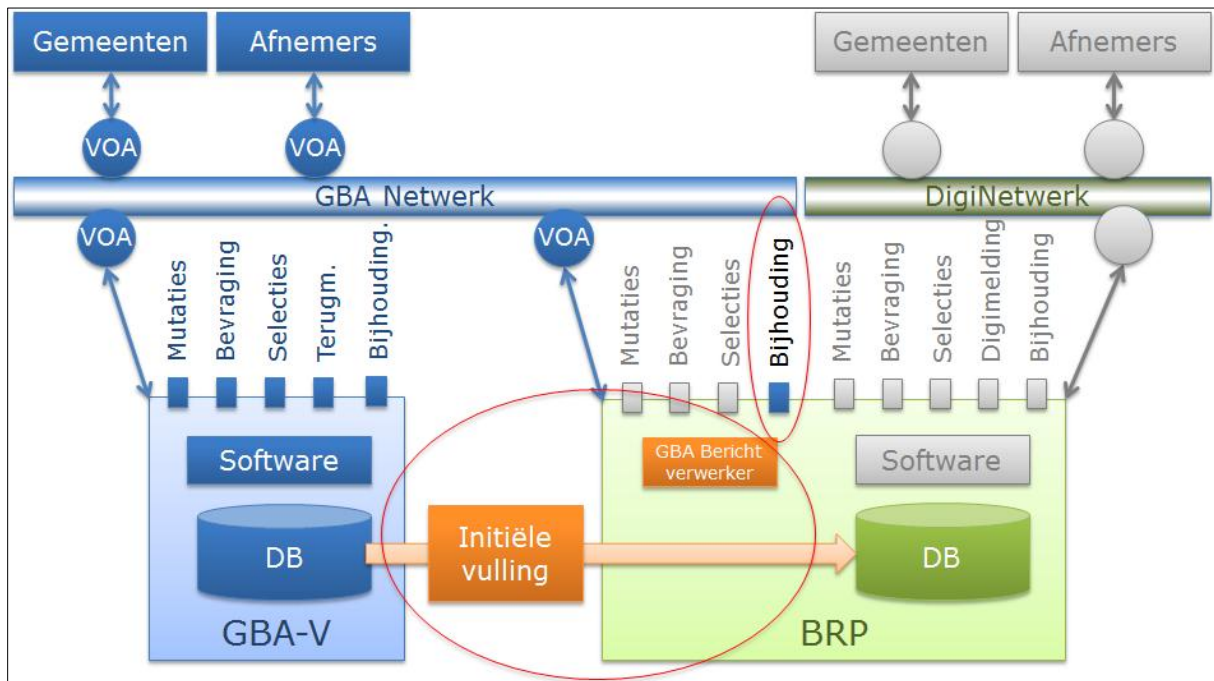 Gemeenten
Afnemers
Gemeenten
Afnemers
VOA
VOA
GBA Netwerk
DigiNetwerk
VOA
VOA
Mutaties
Bevraging
Selecties
Terugm.
Bijhouding.
Mutaties
Bevraging
Selecties
Bijhouding
Mutaties
Bevraging
Selecties
Digimelding
Bijhouding
Software
GBA Bericht
verwerker
Software
DB
Initiële
vulling
DB
GBA-V
BRP